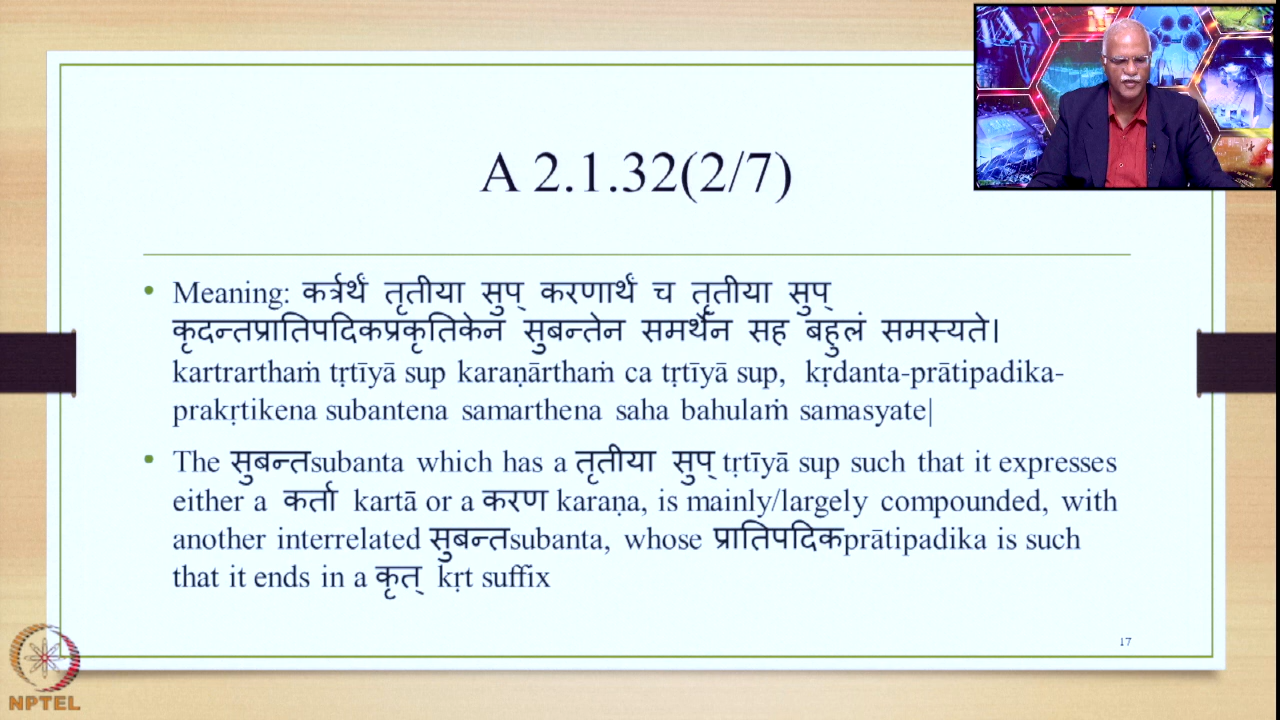 A 2.1.32(2/7)
• Meaning: कर्त्रर्थं तृतीया सुप् करणार्थं च तृतीया सुप्
कृदन्तप्रातिपदिकप्रकृतिकेन सुबन्तेन समर्थेन सह बहुलं समस्यते।
kartrarthaṁ tṛtīyā sup karaṇārthaṁ ca tṛtīyā sup, kṛdanta-prātipadika-
prakṛtikena subantena samarthena saha bahulaṁ samasyate|
• The सुबन्तsubanta which has a तृतीया सुप् tṛtīyā sup such that it expresses
either a कर्ता kartā or a करण karaṇa, is mainly/largely compounded, with
another interrelated सुबन्तsubanta, whose प्रातिपदिकprātipadika is such
that it ends in a कृत् kṛt suffix
17
NPTEL